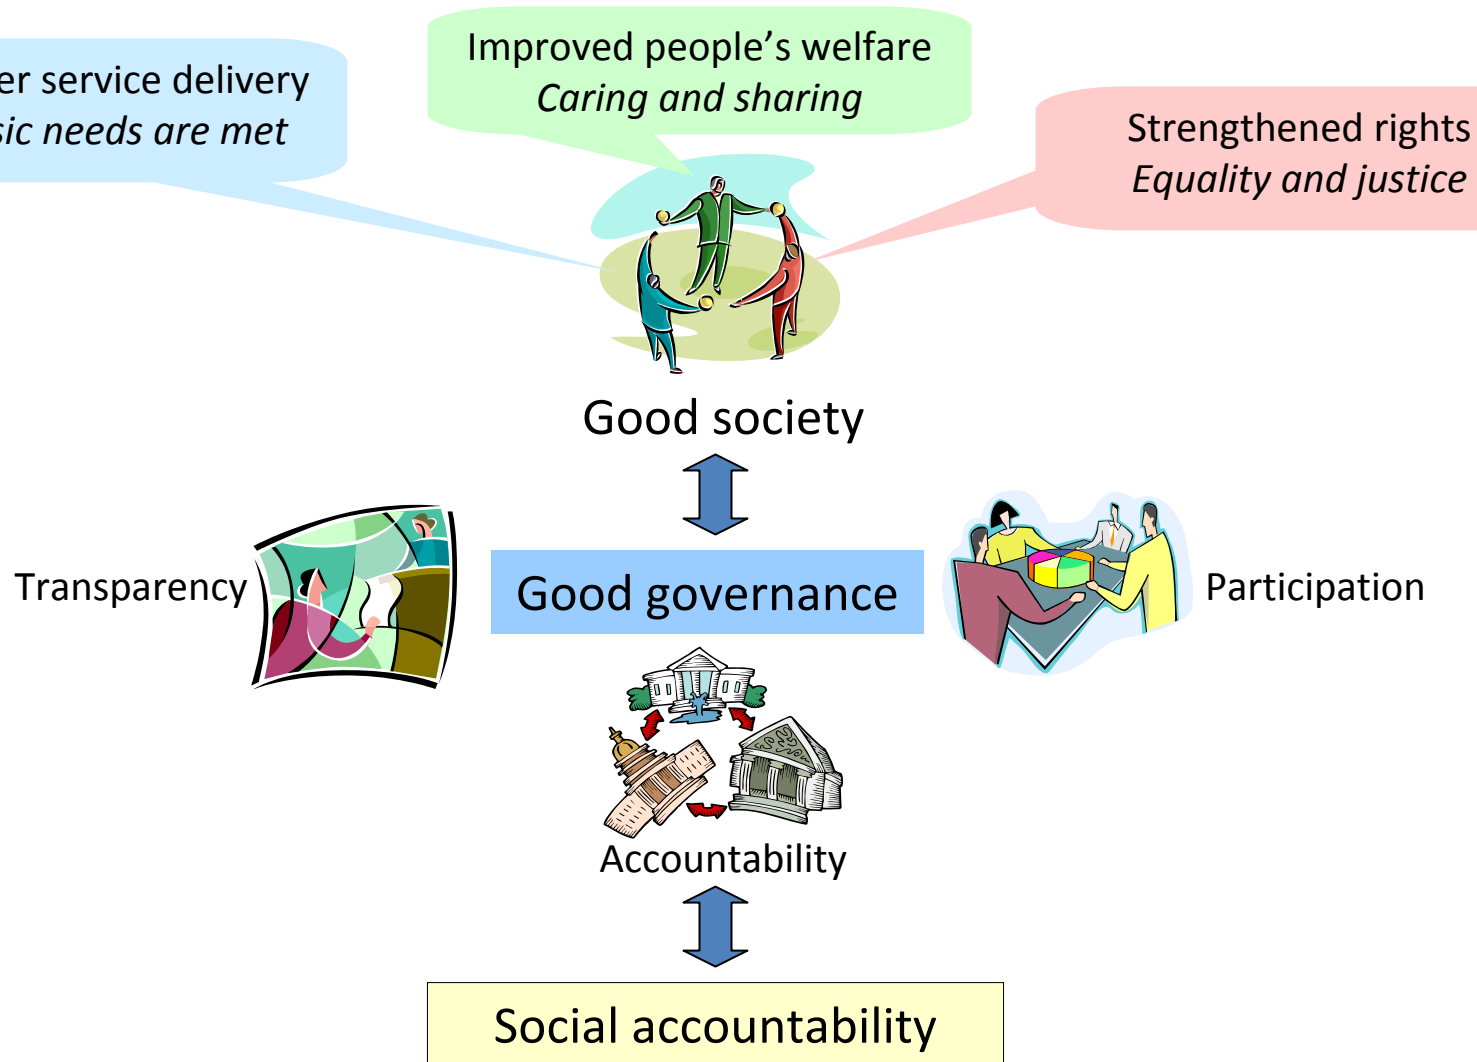 Improved people’s welfare
Caring and sharing
er service delivery
sic needs are met
Strengthened rights
Equality and justice
Good society
Transparency
Good governance
Participation
Accountability
Social accountability